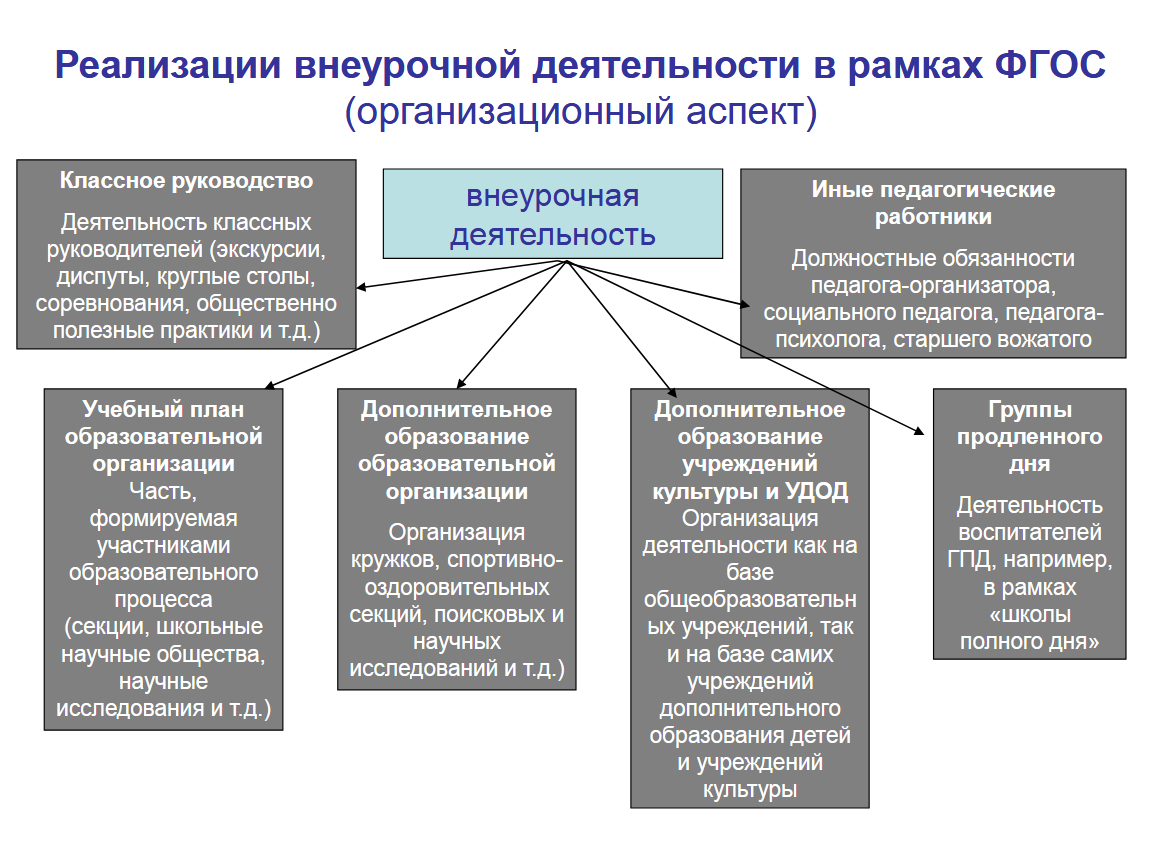 Реализации внеурочной деятельности в рамках ФГОС
(организационный аспект)
Классное руководство
Деятельность классных
руководителей (экскурсии,
диспуты, круглые столы,
соревнования, общественно
полезные практики и т.д.)
внеурочная
деятельность
Иные педагогические
работники
Должностные обязанности
педагога-организатора,
социального педагога, педагога-
психолога, старшего вожатого
Учебный план
образовательной
организации
Часть,
формируемая
участниками
образовательного
процесса
(секции, школьные
научные общества,
научные
исследования и т.д.)
Дополнительное
образование
образовательной
организации
Организация
кружков, спортивно-
оздоровительных
секций, поисковых и
научных
исследований и т.д.)
Дополнительное
образование
учреждений
культуры и УДОД
Организация
деятельности как на
базе
общеобразовательн
ых учреждений, так
и на базе самих
учреждений
дополнительного
образования детей
и учреждений
культуры
Группы
продленного
дня
Деятельность
воспитателей
ГПД, например,
в рамках
«школы
полного дня»